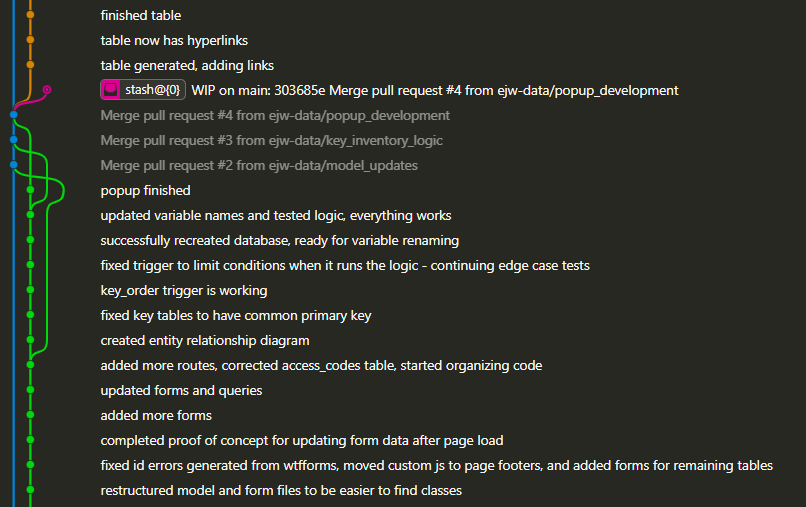 finished table
table now has hyperlinks
table generated, adding links
stash@{0} WIP on main: 303685e Merge pull request #4 from ejw-data/popup_development
Merge pull request #4 from ejw-data/popup_development
Merge pull request #3 from ejw-data/key_inventory_logic
Merge pull request #2 from ejw-data/model_updates
popup finished
updated variable names and tested logic, everything works
successfully recreated database, ready for variable renaming
fixed trigger to limit conditions when it runs the logic - continuing edge case tests
key_order trigger is working
fixed key tables to have common primary key
created entity relationship diagram
added more routes, corrected access_codes table, started organizing code
updated forms and queries
added more forms
completed proof of concept for updating form data after page load
fixed id errors generated from wtfforms, moved custom js to page footers, and added forms for remaining tables
restructured model and form files to be easier to find classes